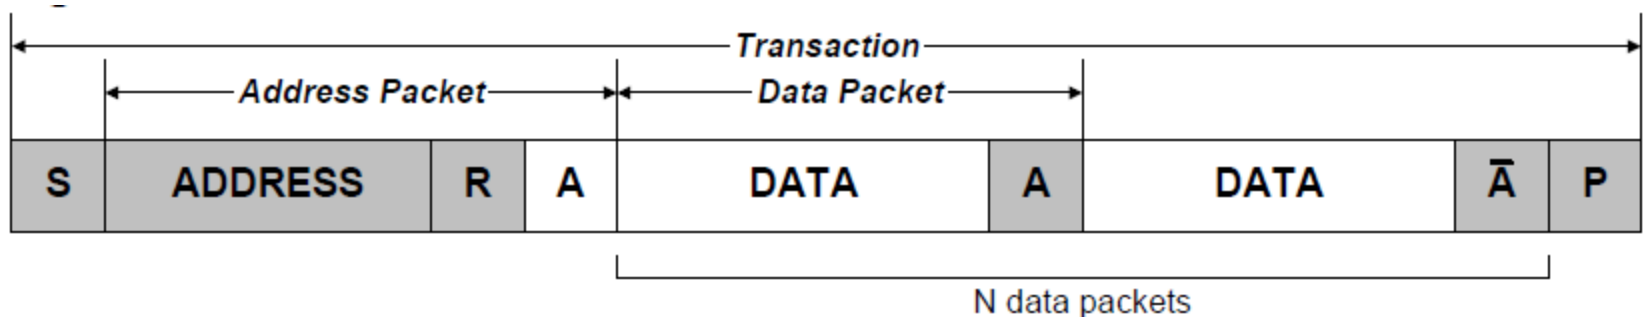 Transaction
Address Packet Data Packet
S ADDRESS R A DATA A DATA A̅ P
N data packets